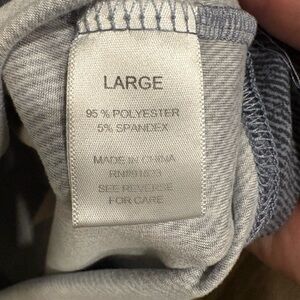 LARGE
95 % POLYESTER
5% SPANDEX
MADE IN CHINA
SEE REVERSE
FOR CARE